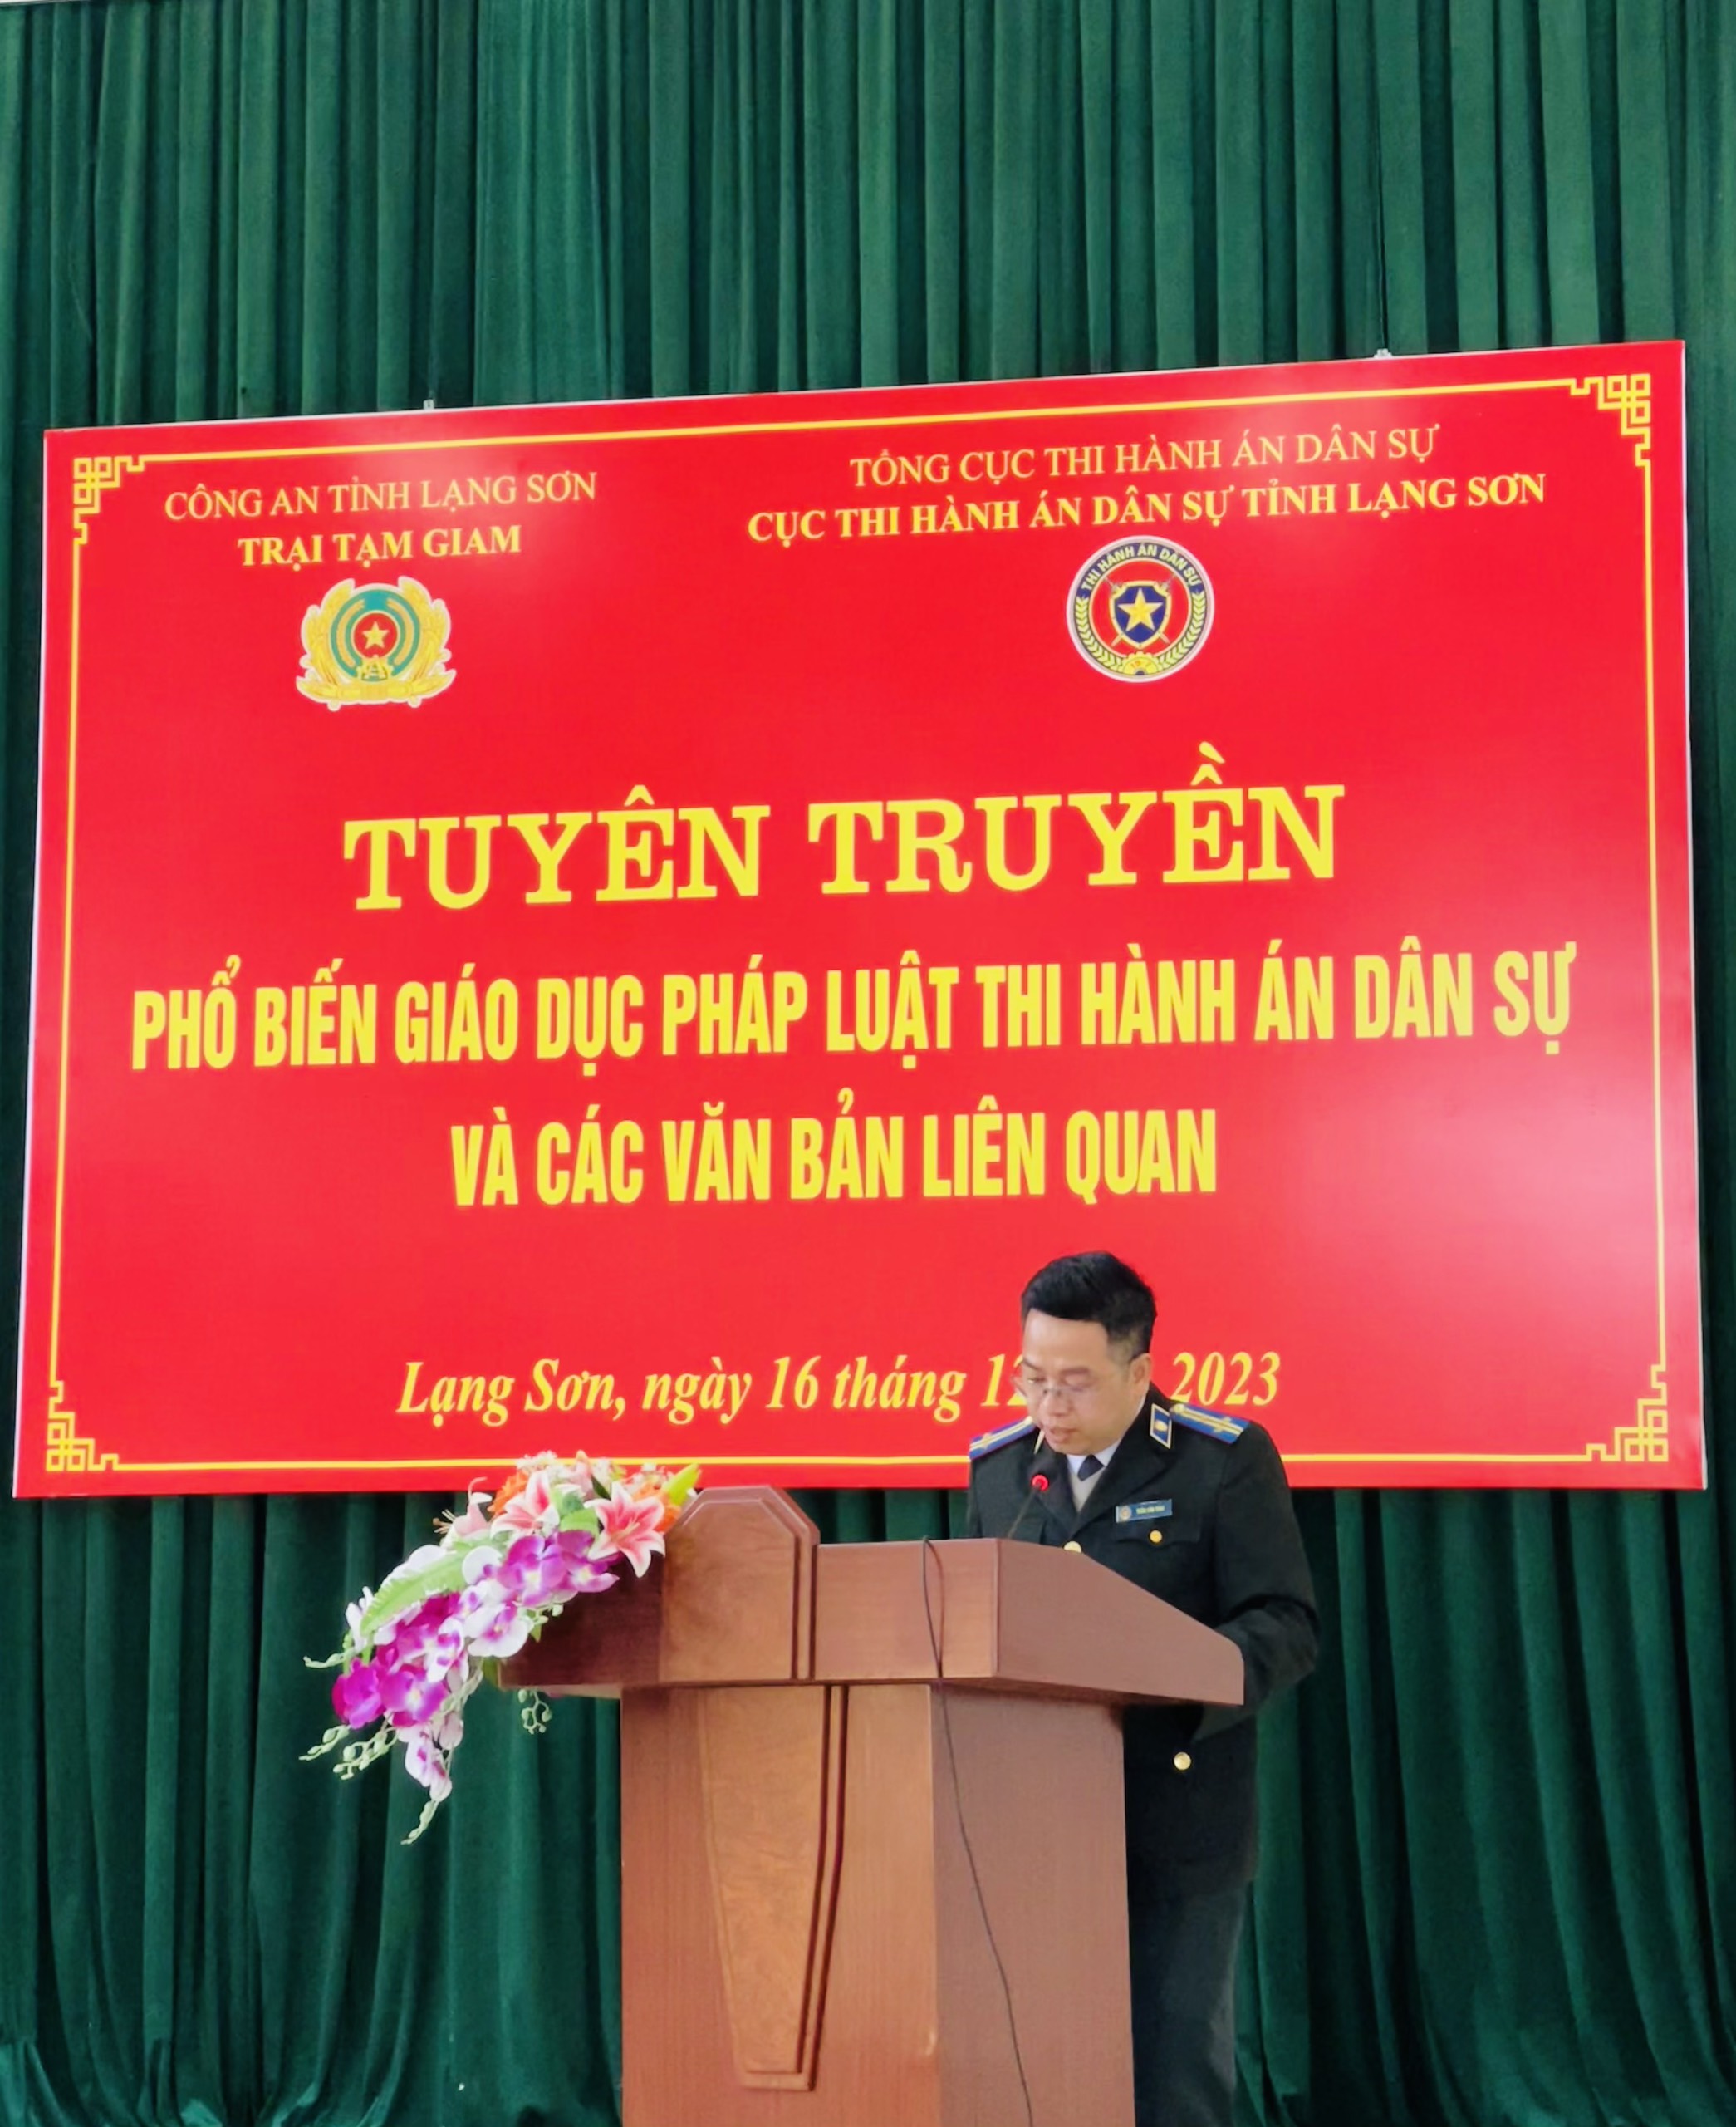 CÔNG AN TỈNH LẠNG SƠN
TRẠI TẠM GIAM
TỔNG CỤC THI HÀNH ÁN DÂN SỰ
CỤC THI HÀNH ÁN DÂN SỰ TỈNH LẠNG SƠN
THI HÀNH ÁN DÂN SỰ
TUYÊN TRUYỀN
PHỔ BIẾN GIÁO DỤC PHÁP LUẬT THI HÀNH ÁN DÂN SỰ
VÀ CÁC VĂN BẢN LIÊN QUAN
Lạng Sơn, ngày 16 tháng 12 2023